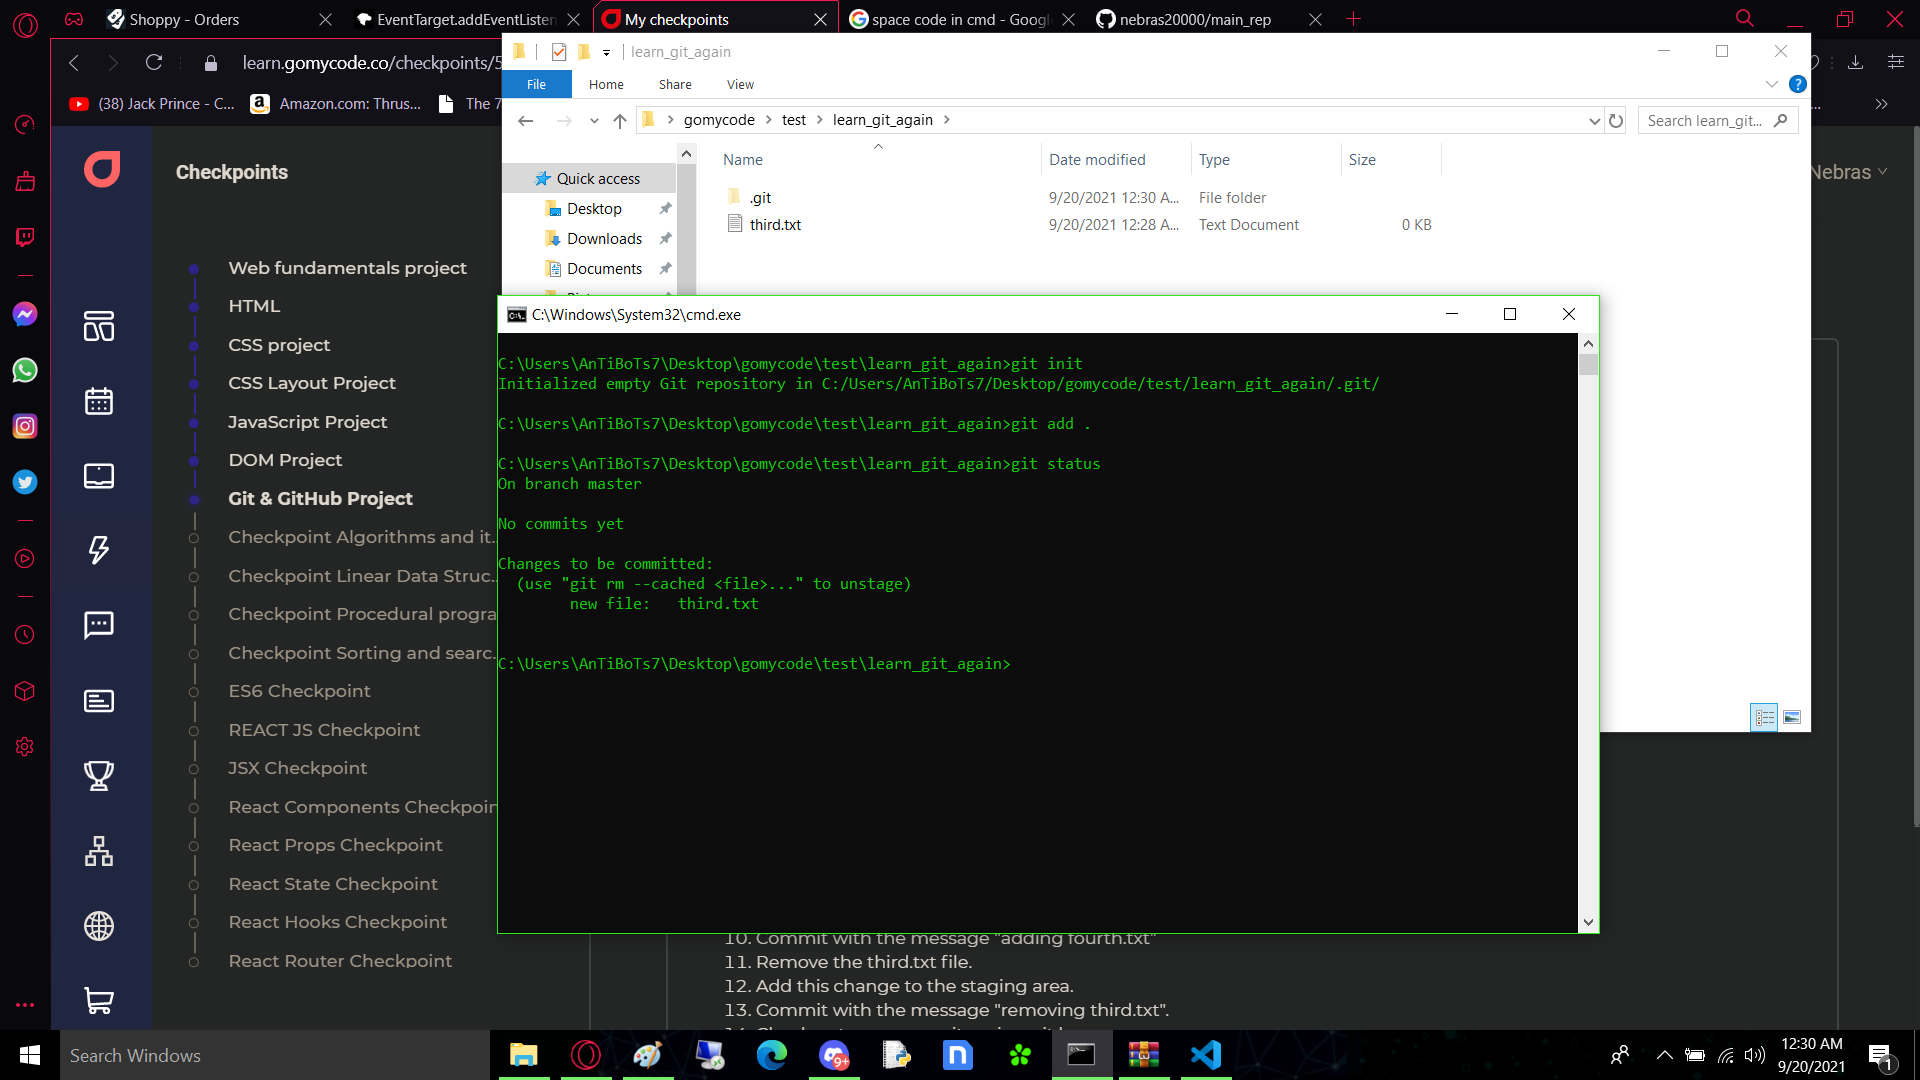 Shoppy - Orders
EventTarget.addEventListen
My checkpoints
space code in cmd - Google
nebras20000/main_rep
learn.gomycode.co/checkpoints/5
(38) Jack Prince - C...
Amazon.com: Thrus...
The 7
learn_git_again
File
Home
Share
View
gomycode
test
learn_git_again
Search learn_git...
Name
Date modified
Type
Size
Quick access
Desktop
Downloads
Documents
.git
9/20/2021 12:30 A...
File folder
third.txt
9/20/2021 12:28 A...
Text Document
0 KB
Nebras
Checkpoints
Web fundamentals project
HTML
CSS project
CSS Layout Project
JavaScript Project
DOM Project
Git & GitHub Project
Checkpoint Algorithms and it...
Checkpoint Linear Data Struc...
Checkpoint Procedural progra
Checkpoint Sorting and searc...
ES6 Checkpoint
REACT JS Checkpoint
JSX Checkpoint
React Components Checkpoin
React Props Checkpoint
React State Checkpoint
React Hooks Checkpoint
React Router Checkpoint
C:\Windows\System32\cmd.exe
C:\Users\AnTiBoTs7\Desktop\gomycode\test\learn_git_again>git init
Initialized empty Git repository in C:/Users/AnTiBoTs7/Desktop/gomycode/test/learn_git_again/.git/
C:\Users\AnTiBoTs7\Desktop\gomycode\test\learn_git_again>git add .
C:\Users\AnTiBoTs7\Desktop\gomycode\test\learn_git_again>git status
On branch master
No commits yet
Changes to be committed:
(use "git rm --cached <file>..." to unstage)
new file:   third.txt
C:\Users\AnTiBoTs7\Desktop\gomycode\test\learn_git_again>
10. Commit with the message "adding fourth.txt"
11. Remove the third.txt file.
12. Add this change to the staging area.
13. Commit with the message "removing third.txt".
Search Windows
9+
12:30 AM
9/20/2021
1